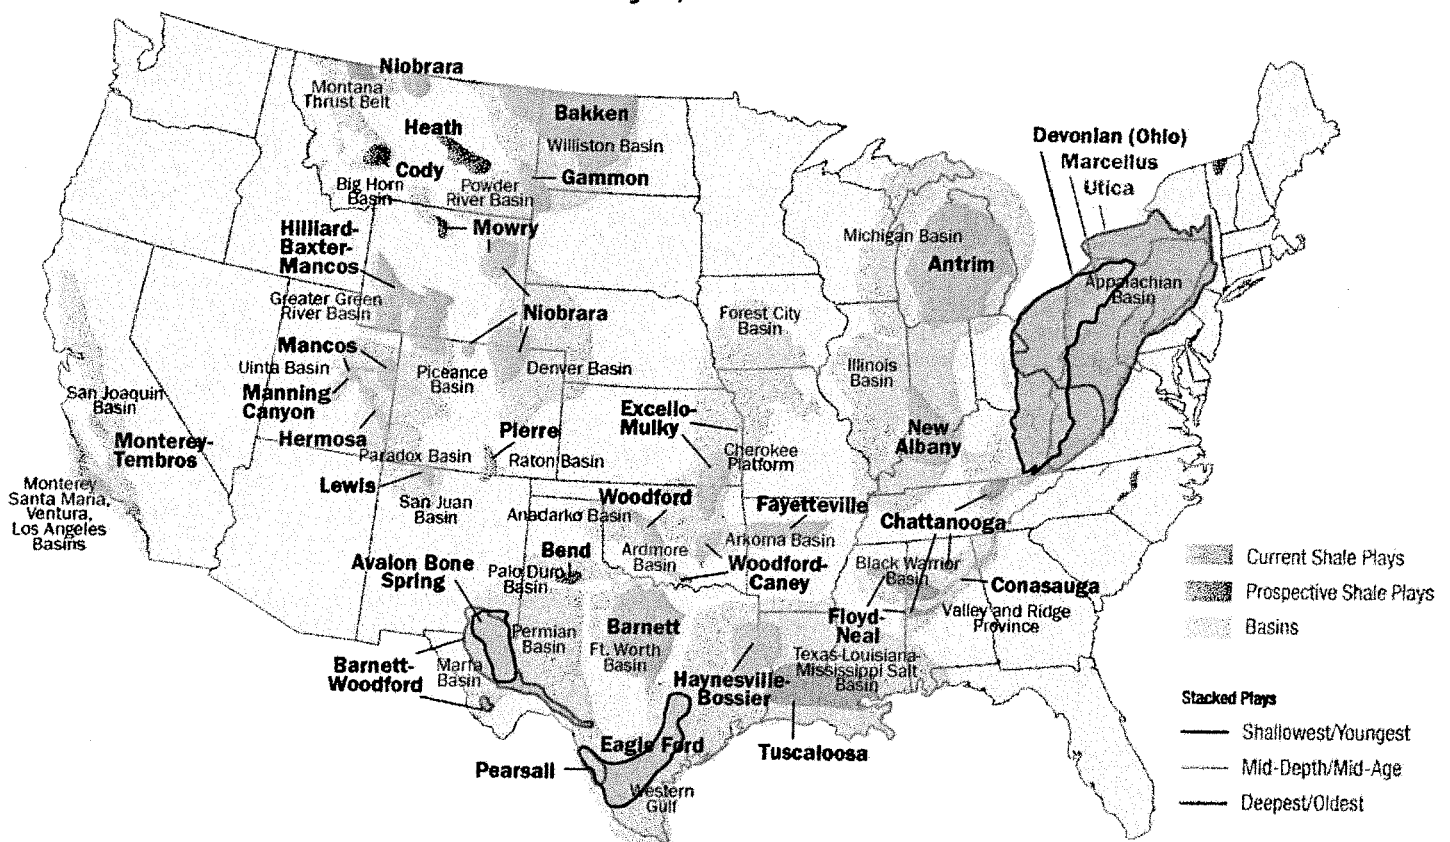 Niobrara
Montana
Thrust Belt
Bakken
Heath
Williston Basin
Cody
Gammon
Big Horn
Basin
Powder
River Basin
Hilliard-
Baxter-
Mancos
Mowry
Greater Green
River Basin
Niobrara
Mancos
Uinta Basin
Piceance
Basin
Denver Basin
Manning
Canyon
San Joaquin
Basin
Hermosa
Paradox Basin
Pierre
Raton Basin
Monterey-
Tembros
Monterey
Santa Maria,
Ventura,
Los Angeles
Basins
Lewis
San Juan
Basin
Excello-
Mulky
Cherokee
Platform
Forest City
Basin
Illinois
Basin
Michigan Basin
Antrim
New
Albany
Devonian (Ohio)
Marcellus
Utica
Appalachian
Basin
Woodford
Anadarko Basin
Fayetteville
Arkoma Basin
Ardmore
Basin
Woodford-
Caney
Chattanooga
Black Warrior
Basin
Conasauga
Valley and Ridge
Province
Floyd-
Neal
Avalon Bone
Spring
Bend
Palo Duro
Basin
Permian
Basin
Barnett
Ft. Worth
Basin
Barnett-
Woodford
Marfa
Basin
Haynesville-
Bossier
Texas-Louisiana-
Mississippi Salt
Basin
Tuscaloosa
Eagle Ford
Pearsall
Western
Gulf
Current Shale Plays
Prospective Shale Plays
Basins
Stacked Plays
Shallowest/Youngest
Mid-Depth/Mid-Age
Deepest/Oldest